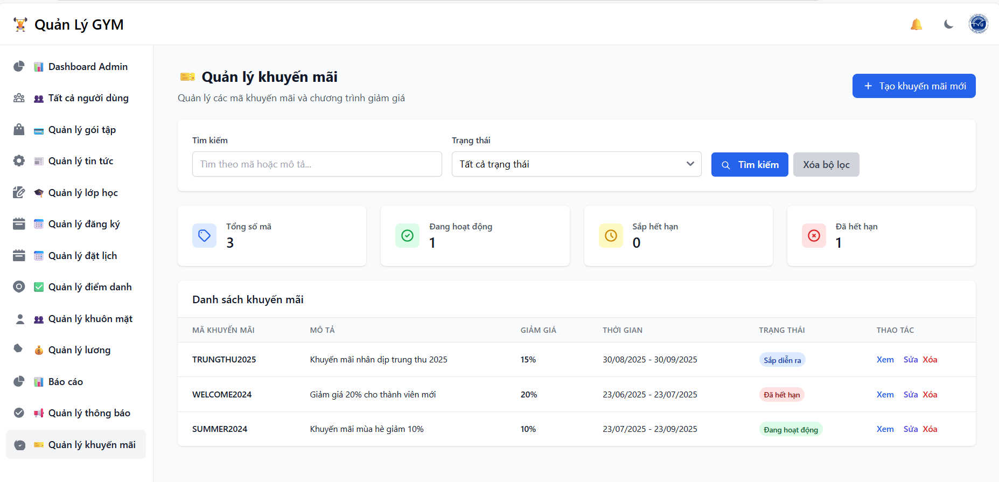 Quản Lý GYM
TVU
Dashboard Admin
Tất cả người dùng
Quản lý gói tập
Quản lý tin tức
Quản lý lớp học
Quản lý đăng ký
Quản lý đặt lịch
Quản lý điểm danh
Quản lý khuôn mặt
Quản lý lương
Báo cáo
Quản lý thông báo
Quản lý khuyến mãi
Quản lý khuyến mãi
Quản lý các mã khuyến mãi và chương trình giảm giá
+ Tạo khuyến mãi mới
Tìm kiếm
Trạng thái
Tìm theo mã hoặc mô tả...
Tất cả trạng thái
Tìm kiếm
Xóa bộ lọc
Tổng số mã
3
Đang hoạt động
1
Sắp hết hạn
0
Đã hết hạn
1
Danh sách khuyến mãi
MÃ KHUYẾN MÃI MÔ TẢ GIẢM GIÁ THỜI GIAN TRẠNG THÁI THAO TÁC
TRUNGTHU2025 Khuyến mãi nhân dịp trung thu 2025 15% 30/08/2025 - 30/09/2025 Sắp diễn ra Xem Sửa Xóa
WELCOME2024 Giảm giá 20% cho thành viên mới 20% 23/06/2025 - 23/07/2025 Đã hết hạn Xem Sửa Xóa
SUMMER2024 Khuyến mãi mùa hè giảm 10% 10% 23/07/2025 - 23/09/2025 Đang hoạt động Xem Sửa Xóa